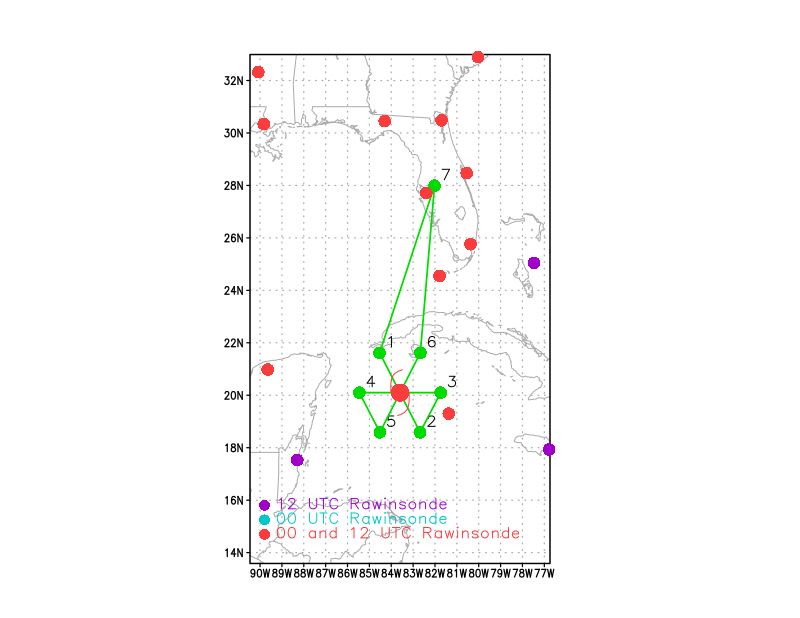 32N
30N
7
28N
26N
24N
22N
1 6
4 3
20N
5 2
18N
16N
12 UTC Rawinsonde
00 UTC Rawinsonde
00 and 12 UTC Rawinsonde
14N
90W 89W 88W 87W 86W 85W 84W 83W 82W 81W 80W 79W 78W 77W